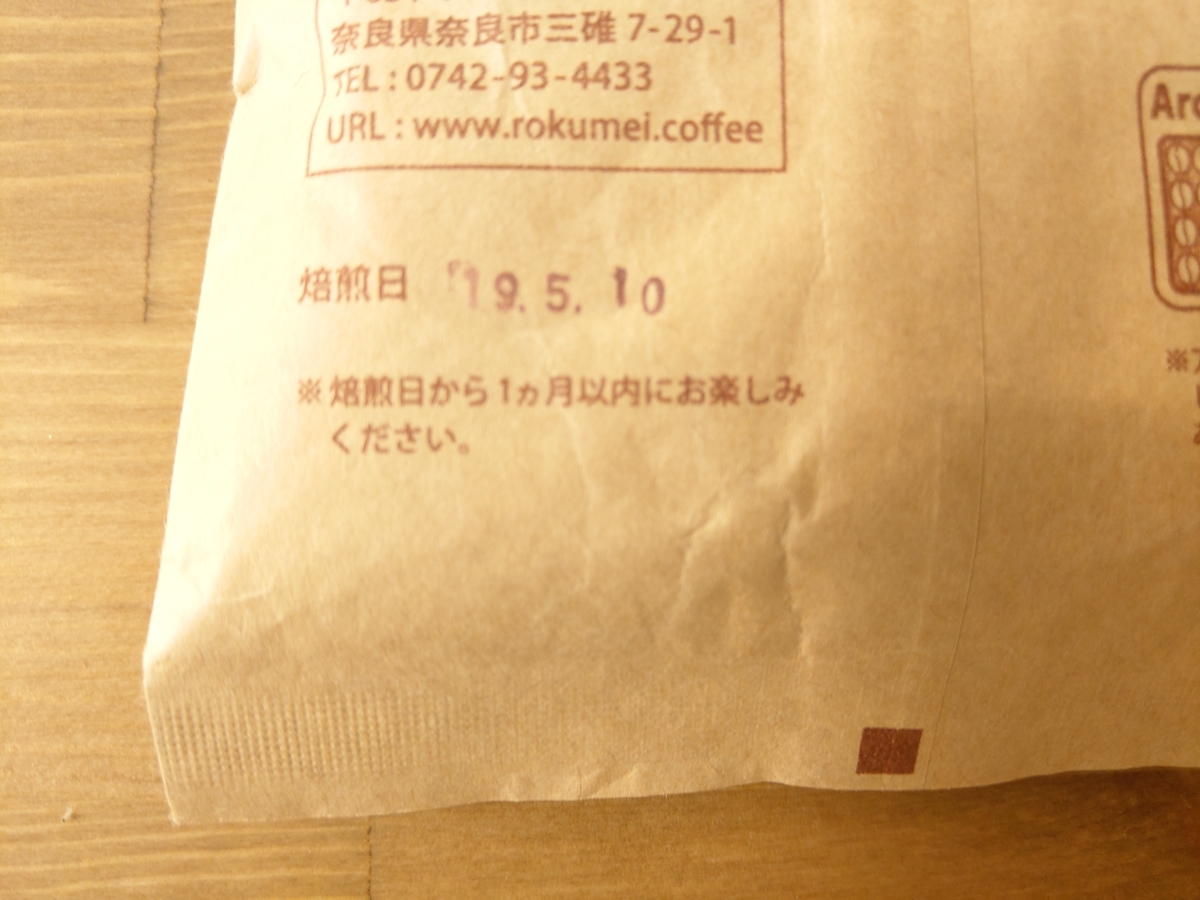 奈良県奈良市三碓 7-29-1
TEL : 0742-93-4433
URL : www.rokumei.coffee
焙煎日 '19. 5. 10
※ 焙煎日から1ヵ月以内にお楽しみ
ください。